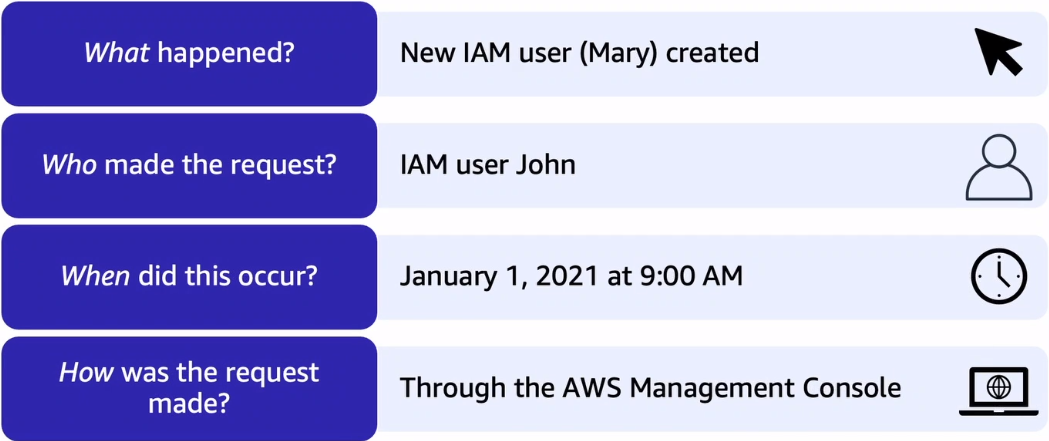 What happened?
New IAM user (Mary) created
Who made the request?
IAM user John
When did this occur?
January 1, 2021 at 9:00 AM
How was the request
made?
Through the AWS Management Console